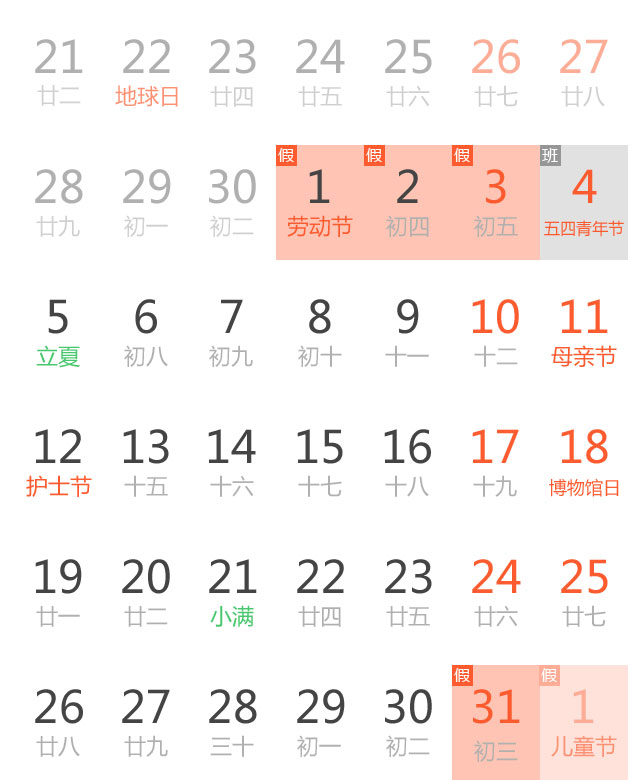 21 22 23 24 25 26 27
廿二 地球日 廿四 廿五 廿六 廿七 廿八
假 假 假 班
28 29 30 1 2 3 4
廿九 初一 初二 劳动节 初四 初五 五四青年节
5 6 7 8 9 10 11
立夏 初八 初九 初十 十一 十二 母亲节
12 13 14 15 16 17 18
护士节 十五 十六 十七 十八 十九 博物馆日
19 20 21 22 23 24 25
廿一 廿二 小满 廿四 廿五 廿六 廿七
假 假
26 27 28 29 30 31 1
廿八 廿九 三十 初一 初二 初三 儿童节